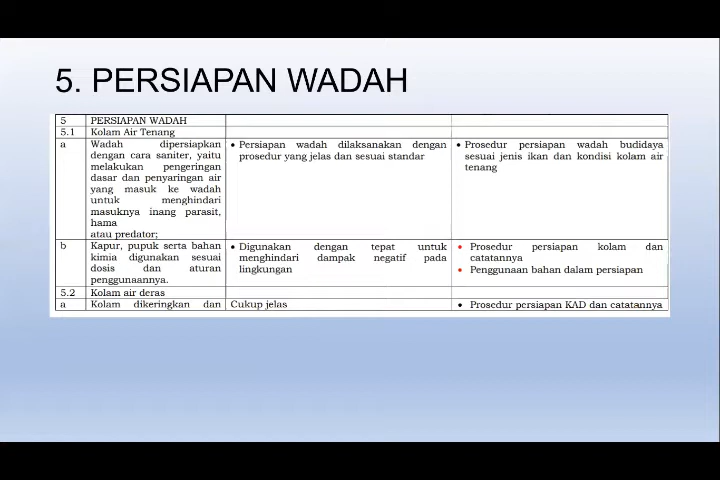 5. PERSIAPAN WADAH
5 PERSIAPAN WADAH
5.1 Kolam Air Tenang
a Wadah dipersiapkan • Persiapan wadah dilaksanakan dengan • Prosedur persiapan wadah budidaya
dengan cara saniter, yaitu prosedur yang jelas dan sesuai standar sesuai jenis ikan dan kondisi kolam air
melakukan pengeringan tenang
dasar dan penyaringan air
yang masuk ke wadah
untuk menghindari
masuknya inang parasit,
hama
atau predator;
b Kapur, pupuk serta bahan • Digunakan dengan tepat untuk • Prosedur persiapan kolam dan
kimia digunakan sesuai menghindari dampak negatif pada catatannya
dosis dan aturan lingkungan • Penggunaan bahan dalam persiapan
penggunaannya.
5.2 Kolam air deras
a Kolam dikeringkan dan Cukup jelas • Prosedur persiapan KAD dan catatannya